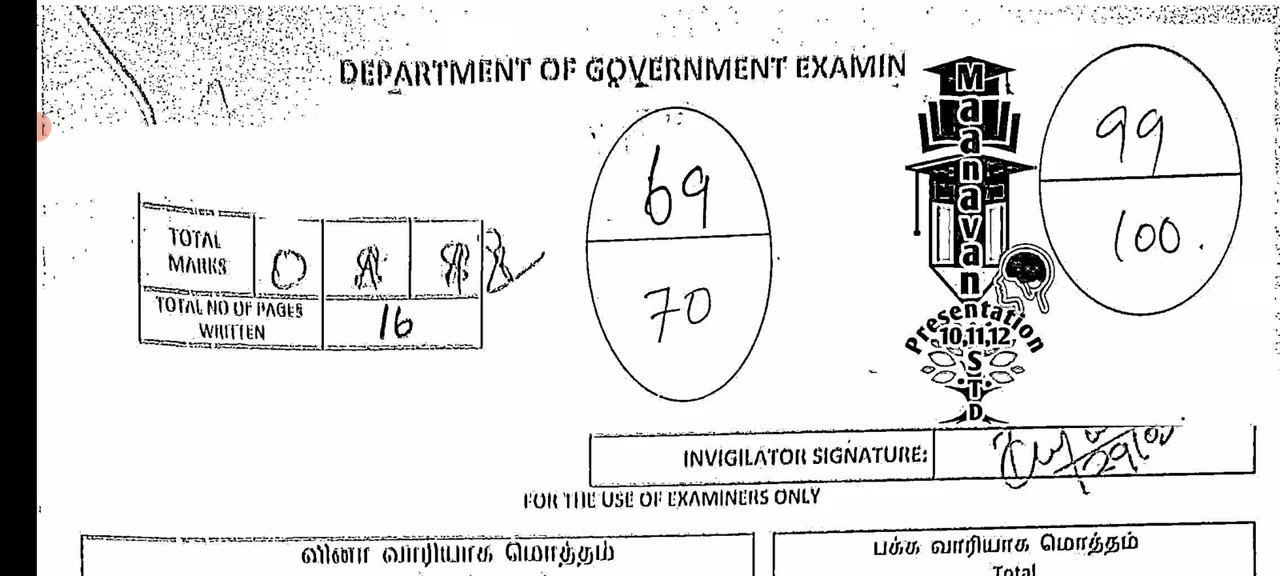 DEPARTMENT OF GOVERNMENT EXAMIN
69
70
99
100.
Maanavan
Presentation
10,11,12,
STD
TOTAL MARKS 0
TOTAL NO OF PAGES WRITTEN 16
INVIGILATOR SIGNATURE:
FOR THE USE OF EXAMINERS ONLY
வினா வாரியாக மொத்தம்
பக்க வாரியாக மொத்தம்
Total